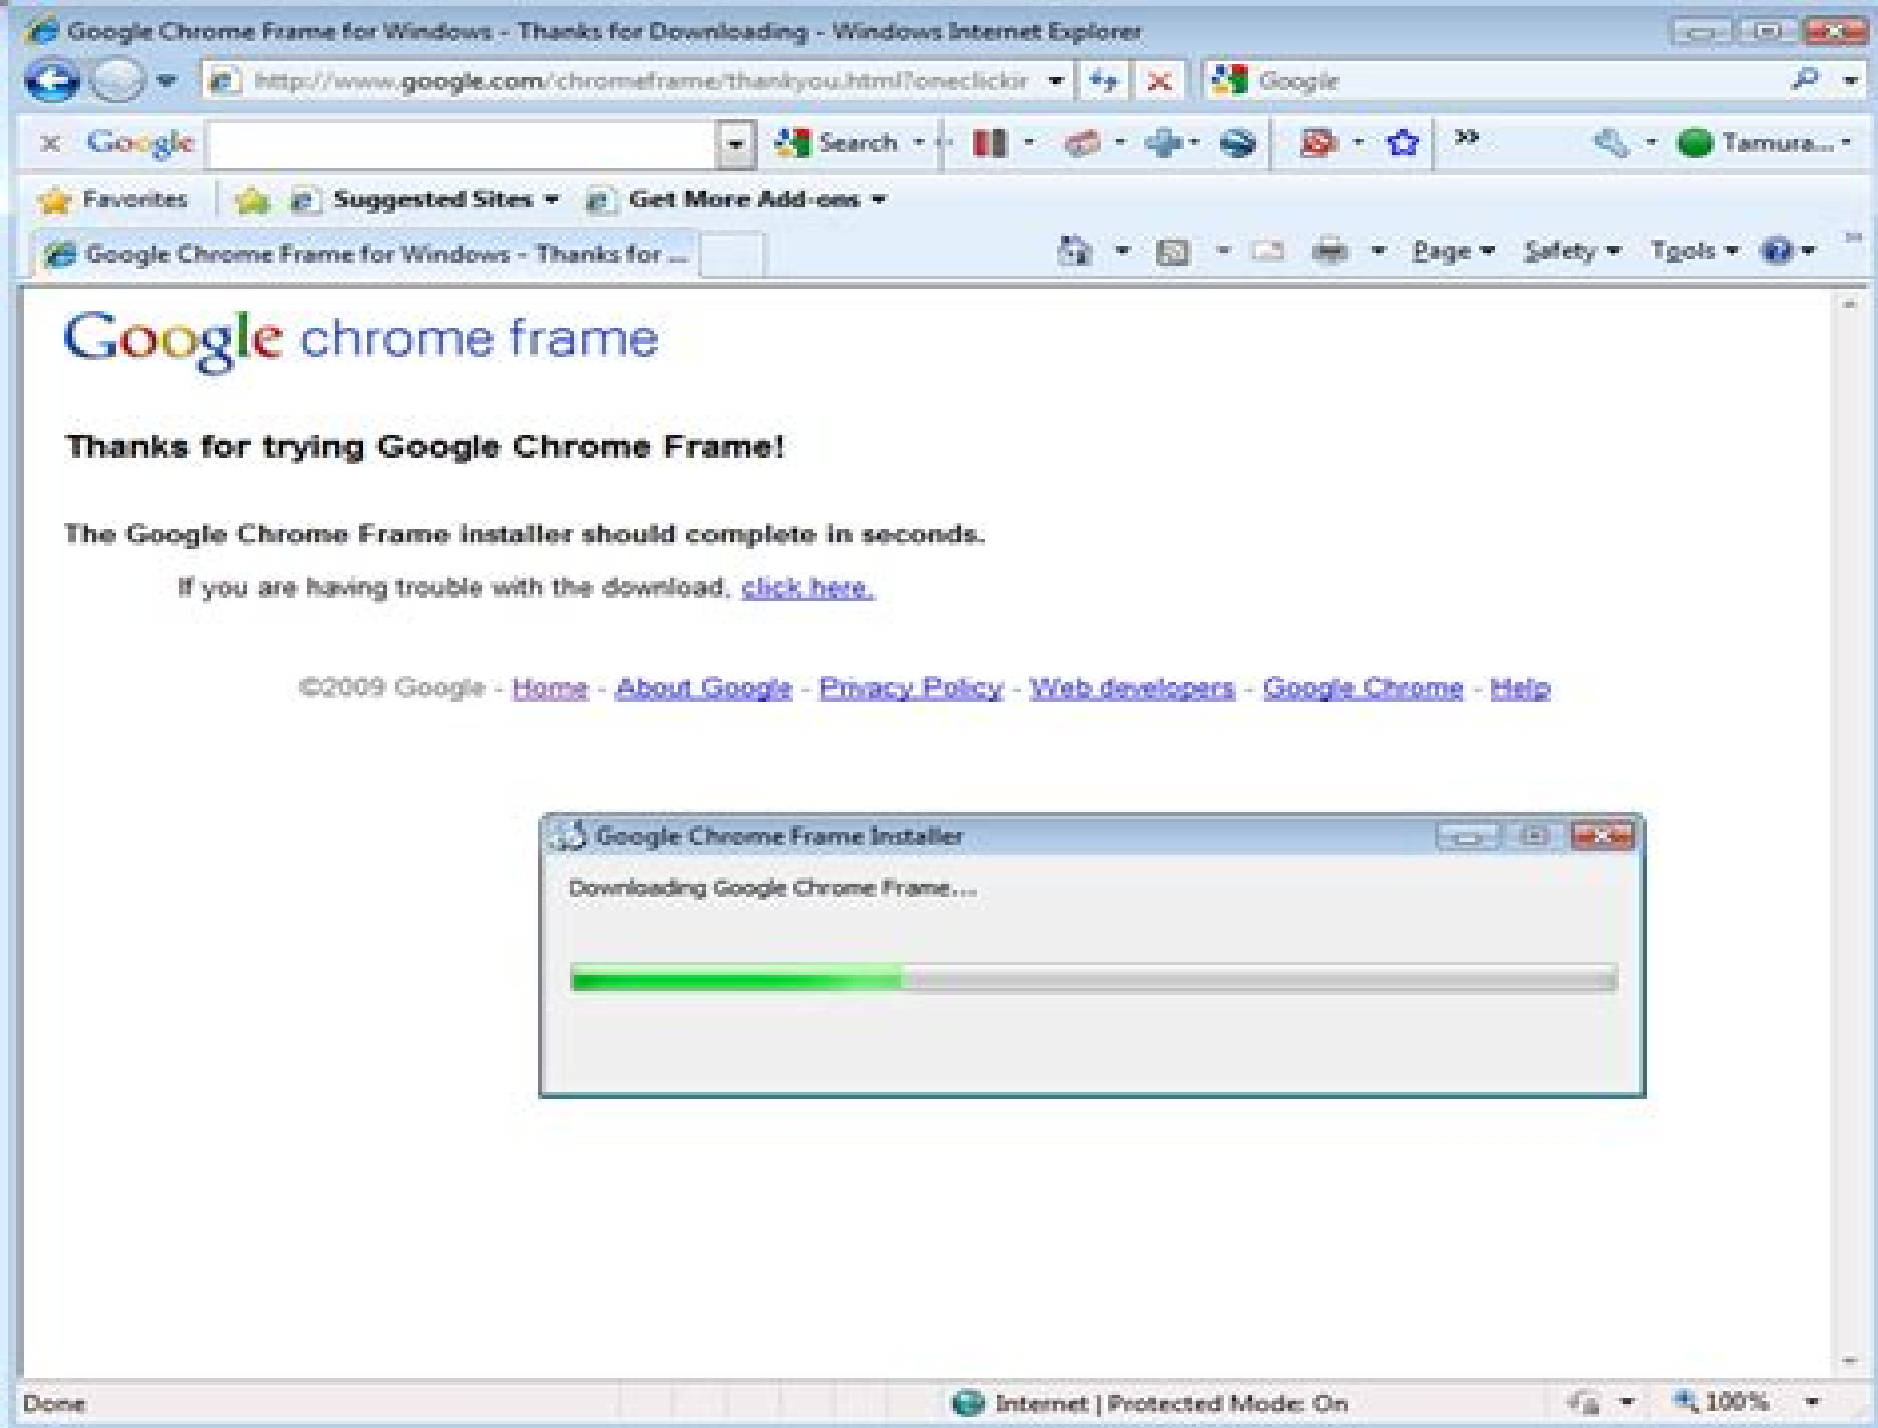 Google Chrome Frame for Windows - Thanks for Downloading - Windows Internet Explorer
http://www.google.com/chromeframe/thankyou.html?oneclickir
Google
Google
Search
Tamura...
Favorites
Suggested Sites
Get More Add-ons
Google Chrome Frame for Windows - Thanks for ...
Page
Safety
Tools
Google chrome frame
Thanks for trying Google Chrome Frame!
The Google Chrome Frame installer should complete in seconds.
If you are having trouble with the download, click here.
©2009 Google - Home - About Google - Privacy Policy - Web developers - Google Chrome - Help
Google Chrome Frame Installer
Downloading Google Chrome Frame....
Done
Internet | Protected Mode: On
100%